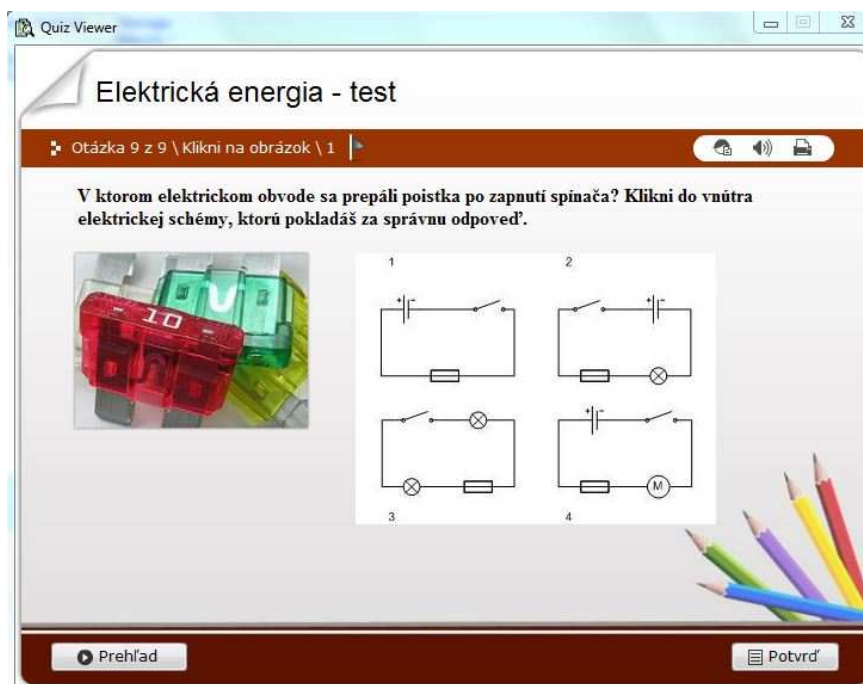 Quiz Viewer
Elektrická energia - test
Otázka 9 z 9 \ Klikni na obrázok \ 1
V ktorom elektrickom obvode sa prepáli poistka po zapnutí spínača? Klikni do vnútra
elektrickej schémy, ktorú pokladáš za správnu odpoveď.
10
1
2
+ -
+ -
+ -
M
3
4
Prehľad
Potvrď